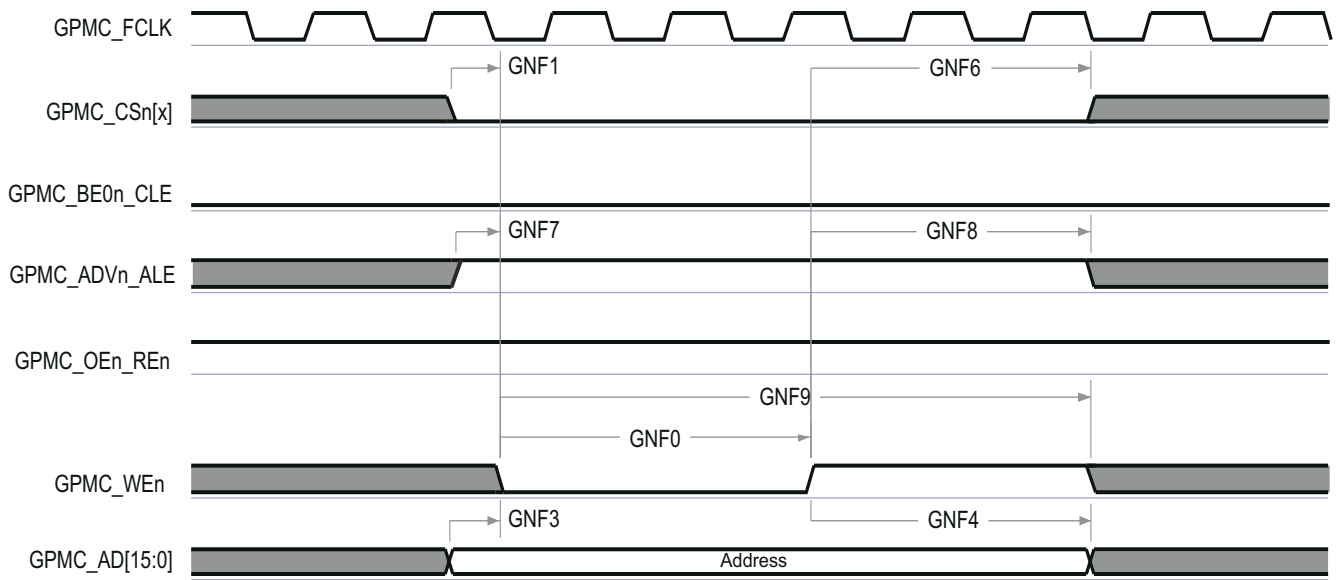 GPMC_FCLK
GNF1
GNF6
GPMC_CSn[x]
GPMC_BE0n_CLE
GNF7
GNF8
GPMC_ADVn_ALE
GPMC_OEn_REn
GNF9
GNF0
GPMC_WEn
GNF3
GNF4
GPMC_AD[15:0]
Address